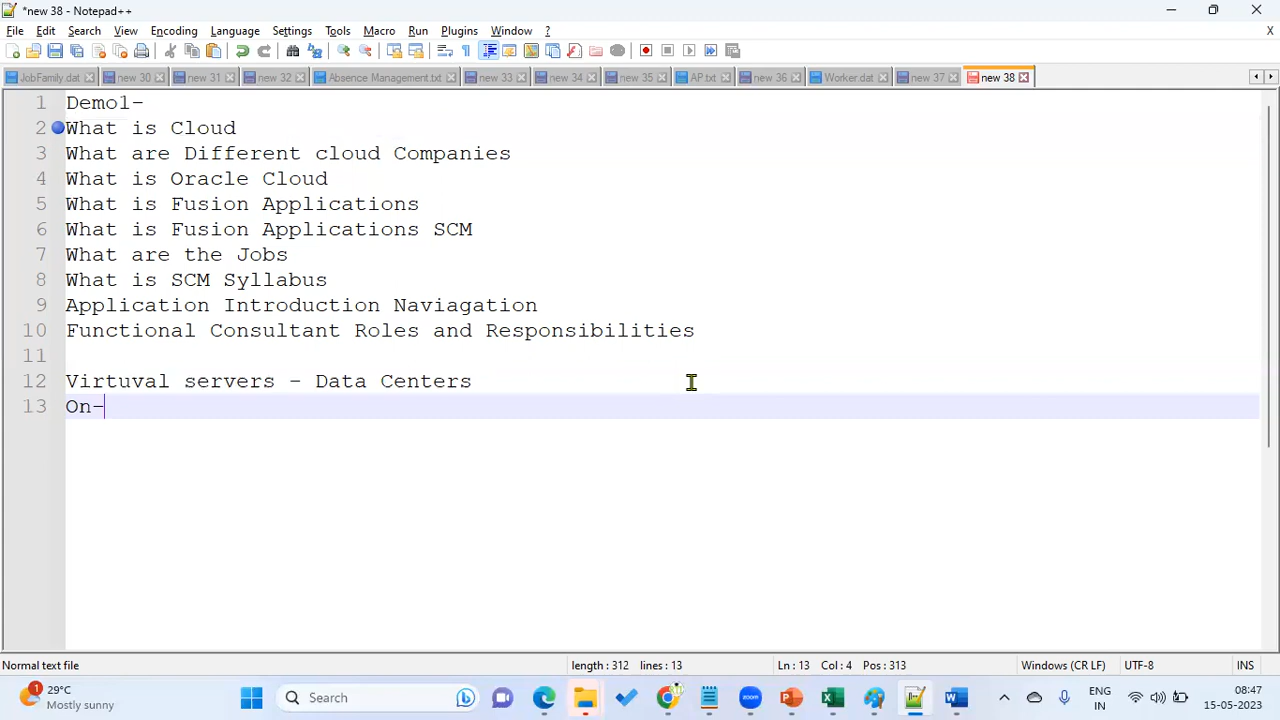 *new 38 - Notepad++
File Edit Search View Encoding Language Settings Tools Macro Run Plugins Window ? X
JobFamily.dat new 30 new 31 new 32 Absence Management.txt new 33 new 34 new 35 AP.txt new 36 Worker.dat new 37 new 38
1 Demo1-
2 What is Cloud
3 What are Different cloud Companies
4 What is Oracle Cloud
5 What is Fusion Applications
6 What is Fusion Applications SCM
7 What are the Jobs
8 What is SCM Syllabus
9 Application Introduction Naviagation
10 Functional Consultant Roles and Responsibilities
11
12 Virtuval servers - Data Centers
13 On-
Normal text file length : 312 lines : 13 Ln : 13 Col : 4 Pos : 313 Windows (CR LF) UTF-8 INS
1 29°C Mostly sunny Search zoom ENG IN 08:47 15-05-2023